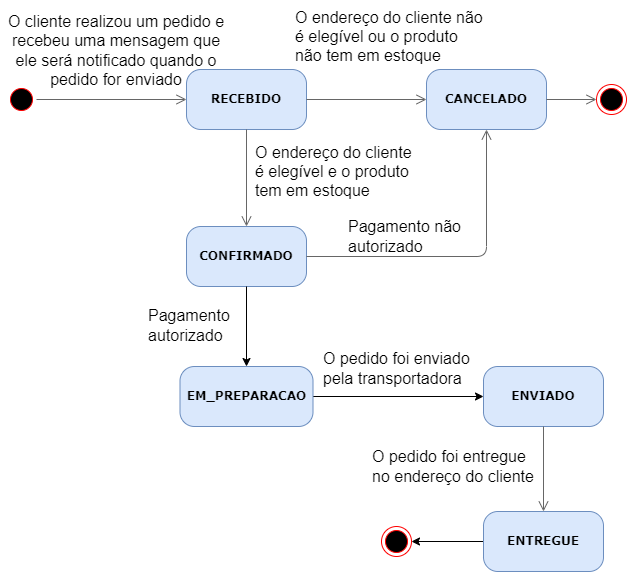 O cliente realizou um pedido e
recebeu uma mensagem que
ele será notificado quando o
pedido for enviado
O endereço do cliente não
é elegível ou o produto
não tem em estoque
RECEBIDO
CANCELADO
O endereço do cliente
é elegível e o produto
tem em estoque
Pagamento não
autorizado
CONFIRMADO
Pagamento
autorizado
O pedido foi enviado
pela transportadora
EM_PREPARACAO
ENVIADO
O pedido foi entregue
no endereço do cliente
ENTREGUE